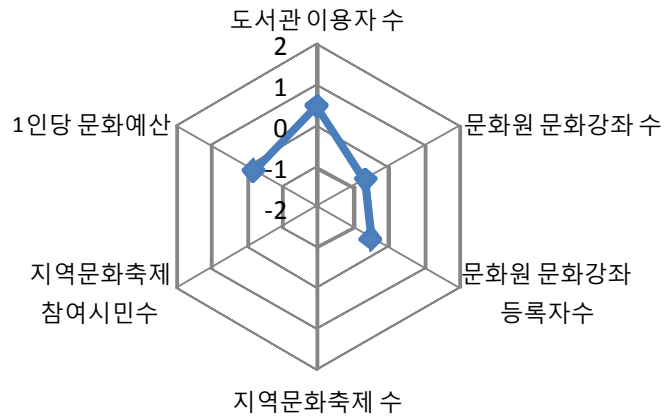 도서관 이용자 수
2
1
0
-1
-2
1인당 문화예산
문화원 문화강좌 수
지역문화축제
참여시민수
문화원 문화강좌
등록자수
지역문화축제 수